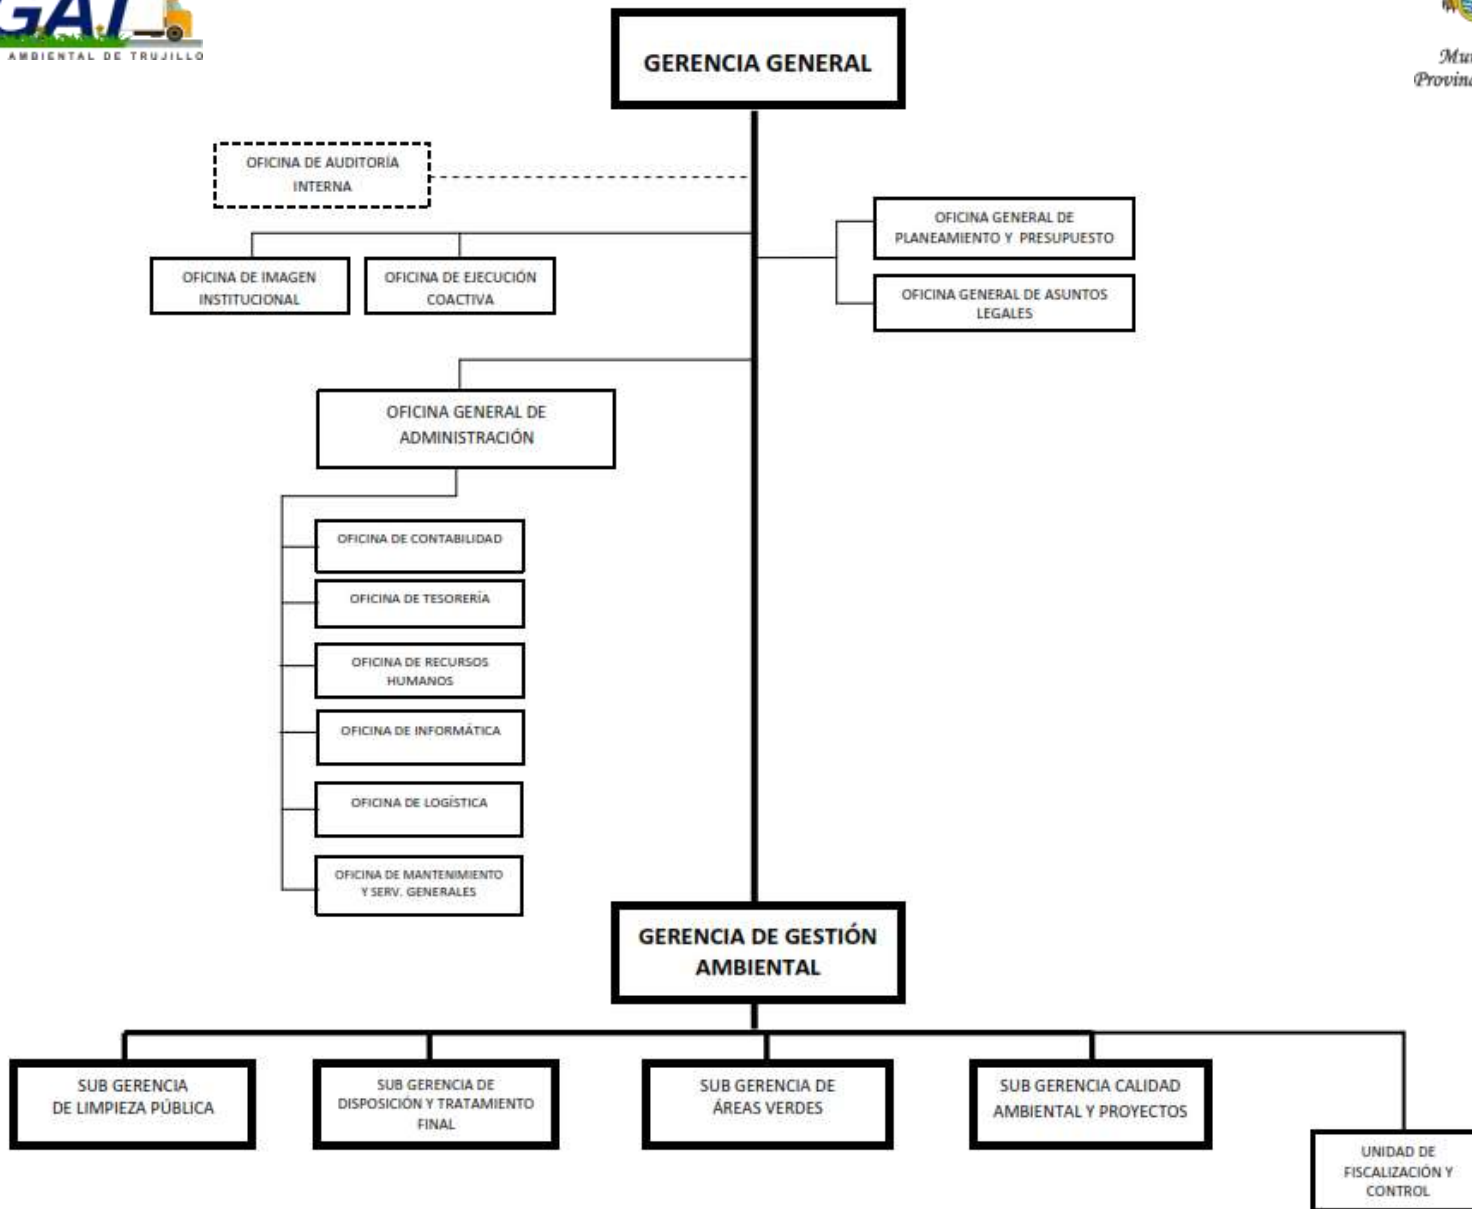 GAT
AMBIENTAL DE TRUJILLO
GERENCIA GENERAL
OFICINA DE AUDITORÍA
INTERNA
OFICINA GENERAL DE
PLANEAMIENTO Y PRESUPUESTO
OFICINA DE IMAGEN
INSTITUCIONAL
OFICINA DE EJECUCIÓN
COACTIVA
OFICINA GENERAL DE ASUNTOS
LEGALES
OFICINA GENERAL DE
ADMINISTRACIÓN
OFICINA DE CONTABILIDAD
OFICINA DE TESORERÍA
OFICINA DE RECURSOS
HUMANOS
OFICINA DE INFORMÁTICA
OFICINA DE LOGÍSTICA
OFICINA DE MANTENIMIENTO
Y SERV. GENERALES
GERENCIA DE GESTIÓN
AMBIENTAL
SUB GERENCIA
DE LIMPIEZA PÚBLICA
SUB GERENCIA DE
DISPOSICIÓN Y TRATAMIENTO
FINAL
SUB GERENCIA DE
ÁREAS VERDES
SUB GERENCIA CALIDAD
AMBIENTAL Y PROYECTOS
UNIDAD DE
FISCALIZACIÓN Y
CONTROL